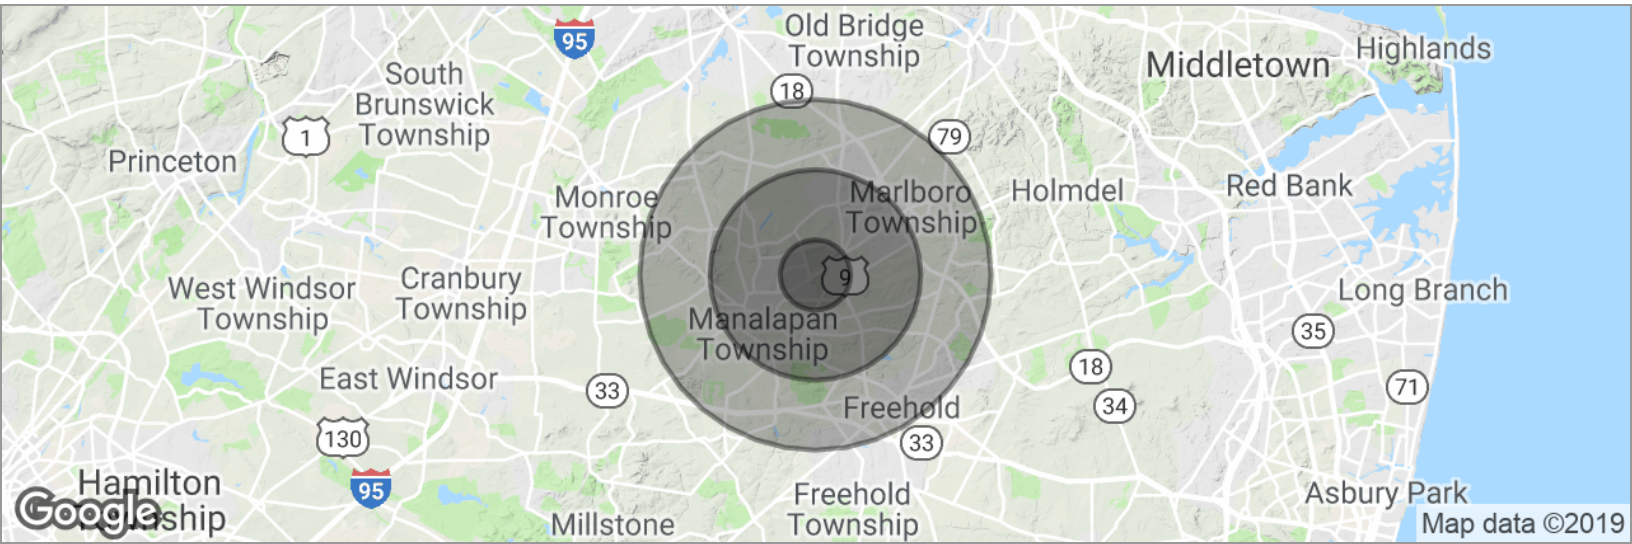 Old Bridge
Township
Highlands
95
Middletown
South
Brunswick
Township
18
1
79
Princeton
Monroe
Township
Marlboro
Township
Holmdel
Red Bank
9
West Windsor
Township
Cranbury
Township
Long Branch
Manalapan
Township
35
East Windsor
33
18
71
34
Freehold
130
33
95
Hamilton
Township
Google
Freehold
Township
Millstone
Asbury Park
Map data ©2019